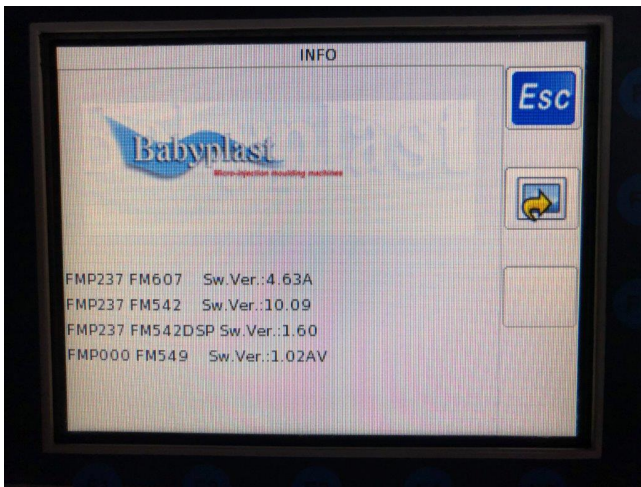 INFO
Esc
Babyplast
Micro-injection moulding machines
FMP237 FM607 Sw.Ver.:4.63A
FMP237 FM542 Sw.Ver.:10.09
FMP237 FM542DSP Sw.Ver.:1.60
FMP000 FM549 Sw.Ver.:1.02AV